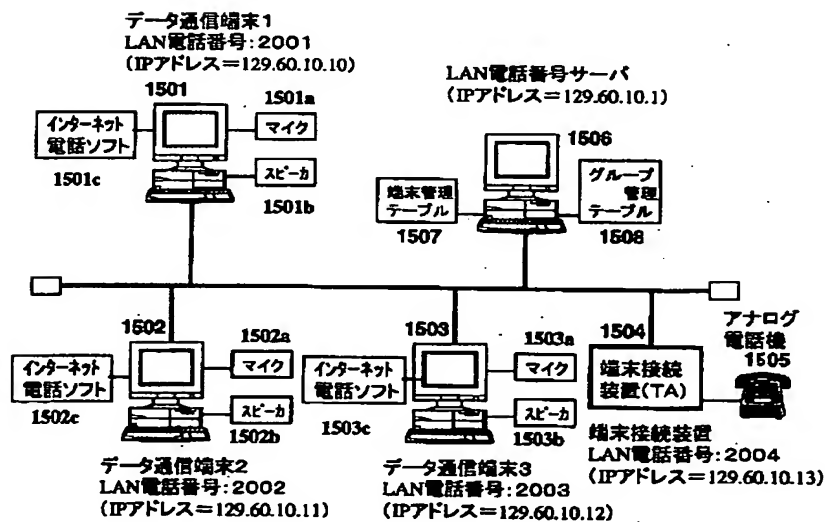 データ通信端末1
LAN電話番号:2001
(IPアドレス=129.60.10.10)
1501
1501a
マイク
インターネット
電話ソフト
スピーカ
1501c
1501b
LAN電話番号サーバ
(IPアドレス=129.60.10.1)
1506
端末管理
テーブル
1507
グループ
管理
テーブル
1508
1502
1502a
マイク
インターネット
電話ソフト
スピーカ
1502c
1502b
データ通信端末2
LAN電話番号:2002
(IPアドレス=129.60.10.11)
1503
1503a
マイク
インターネット
電話ソフト
スピーカ
1503c
1503b
データ通信端末3
LAN電話番号:2003
(IPアドレス=129.60.10.12)
1504
端末接続
装置(TA)
アナログ
電話機
1505
端末接続装置
LAN電話番号:2004
(IPアドレス=129.60.10.13)